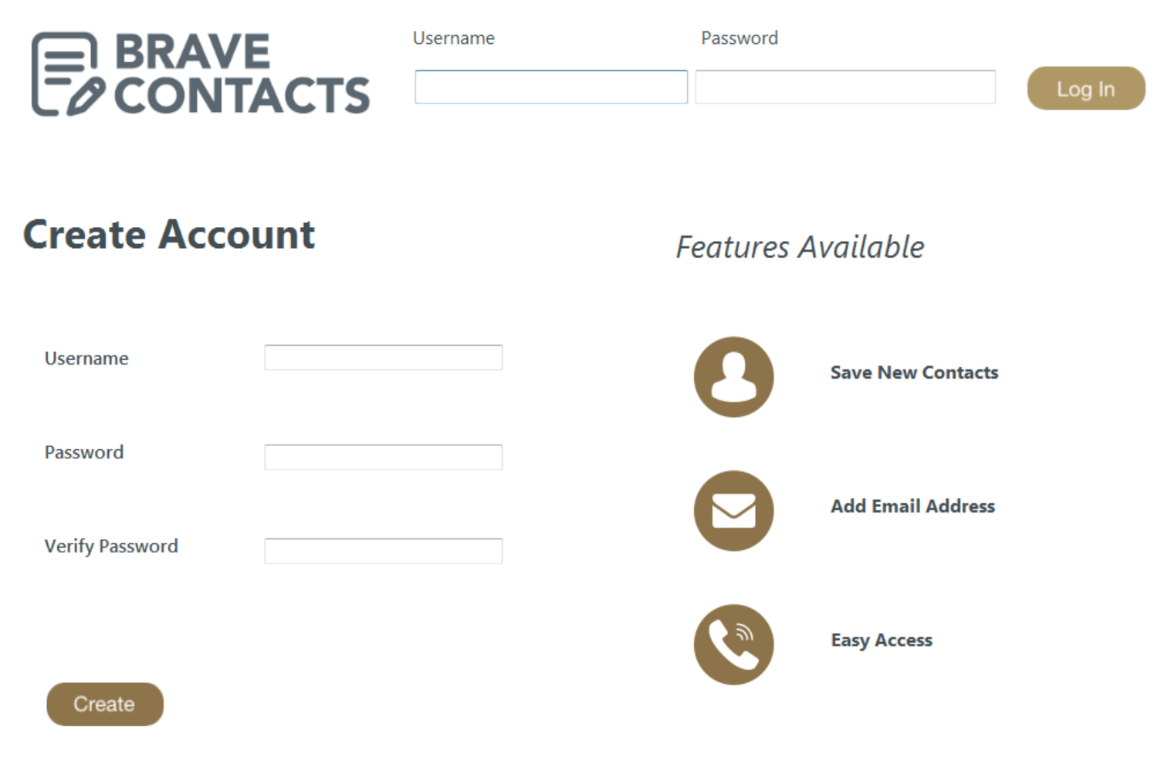 BRAVE
CONTACTS
Username
Password
Log In
Create Account
Features Available
Username
Save New Contacts
Password
Add Email Address
Verify Password
Easy Access
Create